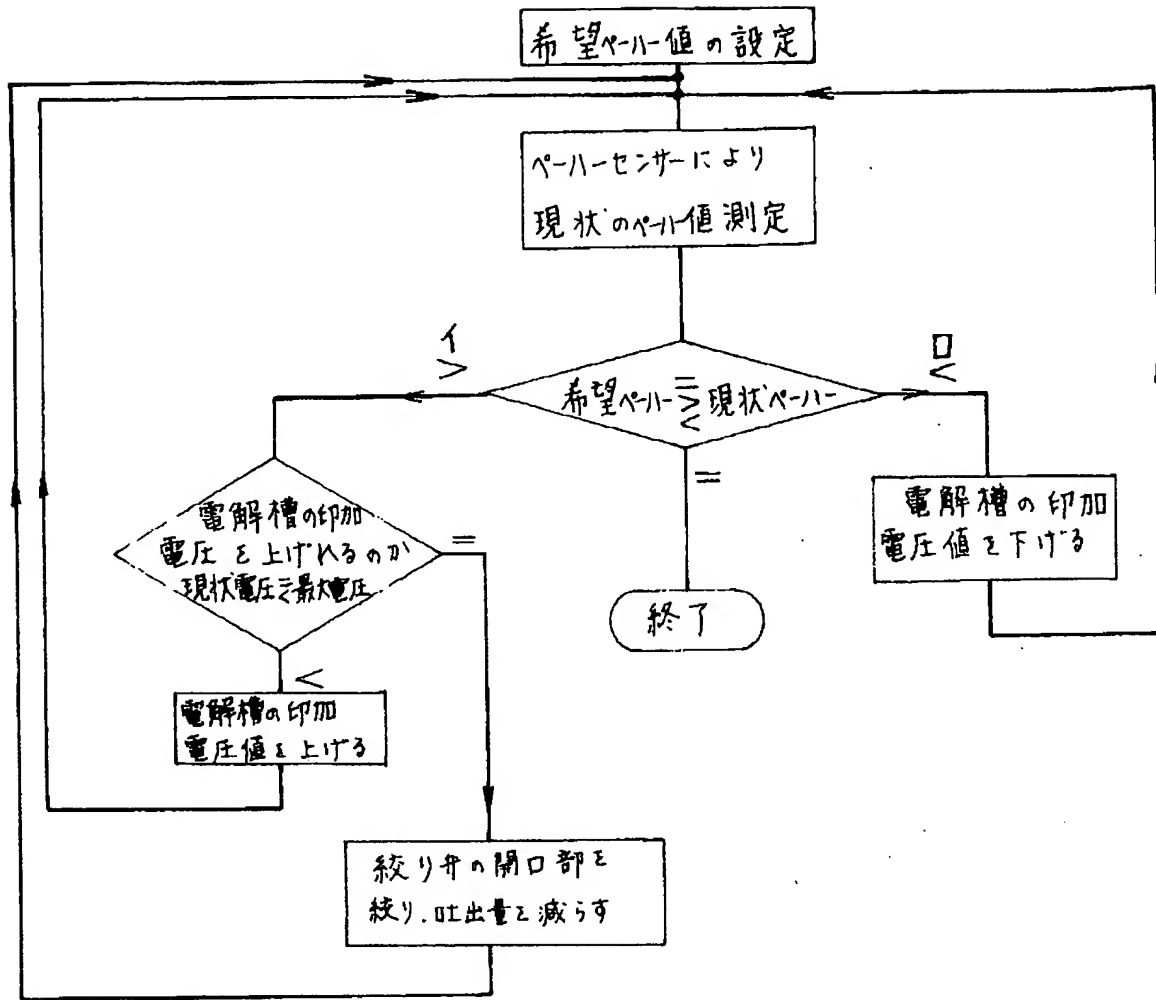 希望ペーハー値の設定
ペーハーセンサーにより
現状のペーハー値測定
イ
>
ロ
<
希望ペーハー=><現状ペーハー
=
電解槽の印加
電圧を上げれるのか
現状電圧≦最大電圧
=
<
電解槽の印加
電圧値を上げる
終了
電解槽の印加
電圧値を下げる
絞り弁の開口部を
絞り、吐出量を減らす